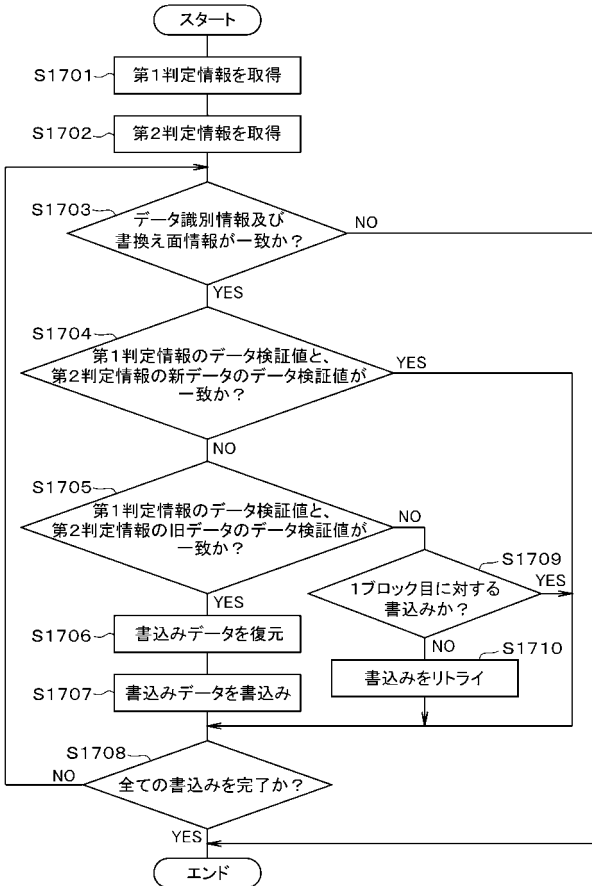 スタート
S1701
第1判定情報を取得
S1702
第2判定情報を取得
S1703
データ識別情報及び
書換え面情報が一致か？
NO
YES
S1704
第1判定情報のデータ検証値と、
第2判定情報の新データのデータ検証値が
一致か？
YES
NO
S1705
第1判定情報のデータ検証値と、
第2判定情報の旧データのデータ検証値が
一致か？
NO
YES
S1709
1ブロック目に対する
書込みか？
YES
NO
S1706
書込みデータを復元
S1710
書込みをリトライ
S1707
書込みデータを書込み
S1708
全ての書込みを完了か？
NO
YES
エンド